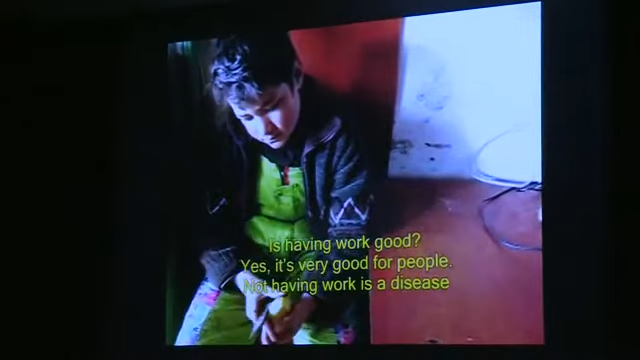 Is having work good?
Yes, it's very good for people.
Not having work is a disease